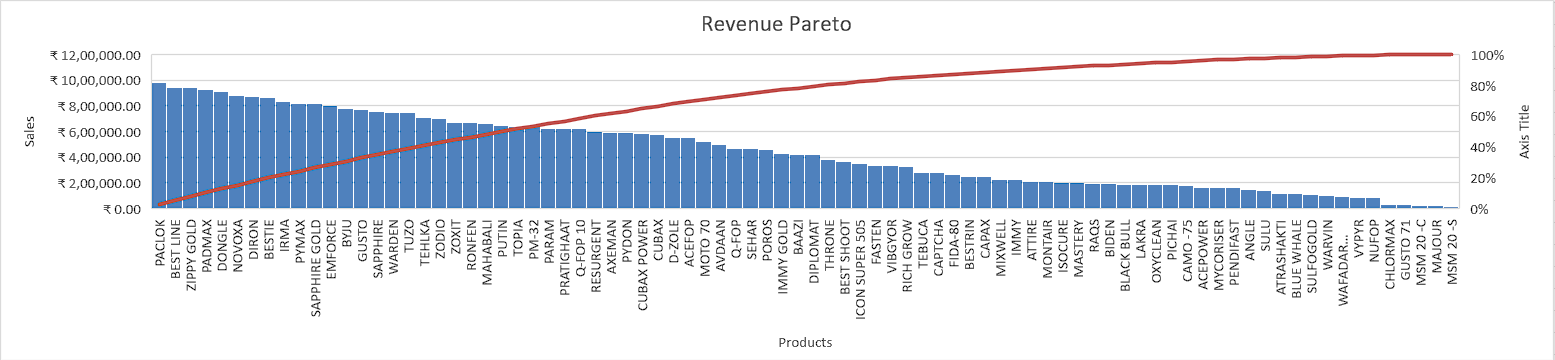 Revenue Pareto
₹ 12,00,000.00
₹ 10,00,000.00
₹ 8,00,000.00
₹ 6,00,000.00
₹ 4,00,000.00
₹ 2,00,000.00
₹ 0.00
Sales
100%
80%
60%
40%
20%
0%
Axis Title
PACLOK
BEST LINE
ZIPPY GOLD
PADMAX
DONGLE
NOVOXA
DIRON
BESTIE
IRMA
PYMAX
SAPPHIRE GOLD
EMFORCE
BYJU
GUSTO
SAPPHIRE
WARDEN
TUZO
TEHLKA
ZODIO
ZOXIT
RONFEN
MAHABALI
PUTIN
TOPIA
PM-32
PARAM
PRATIGHAAT
Q-FOP 10
RESURGENT
AXEMAN
PYDON
CUBAX POWER
CUBAX
D-ZOLE
ACEFOP
MOTO 70
AVDAAN
Q-FOP
SEHAR
POROS
IMMY GOLD
BAAZI
DIPLOMAT
THRONE
BEST SHOOT
ICON SUPER 505
FASTEN
VIBGYOR
RICH GROW
TEBUCA
CAPTCHA
FIDA-80
BESTRIN
CAPAX
MIXWELL
IMMY
ATTIRE
MONTAIR
ISOCURE
MASTERY
RAQS
BIDEN
BLACK BULL
LAKRA
OXYCLEAN
PICHAI
CAMO -75
ACEPOWER
MYCORISER
PENDIFAST
ANGLE
SULU
ATRASHAKTI
BLUE WHALE
SULFOGOLD
WARVIN
WAFADAR...
VYPYR
NUFOP
CHLORIMAX
GUSTO 71
MSM 20 -C
MAJOUR
MSM 20 -S
Products